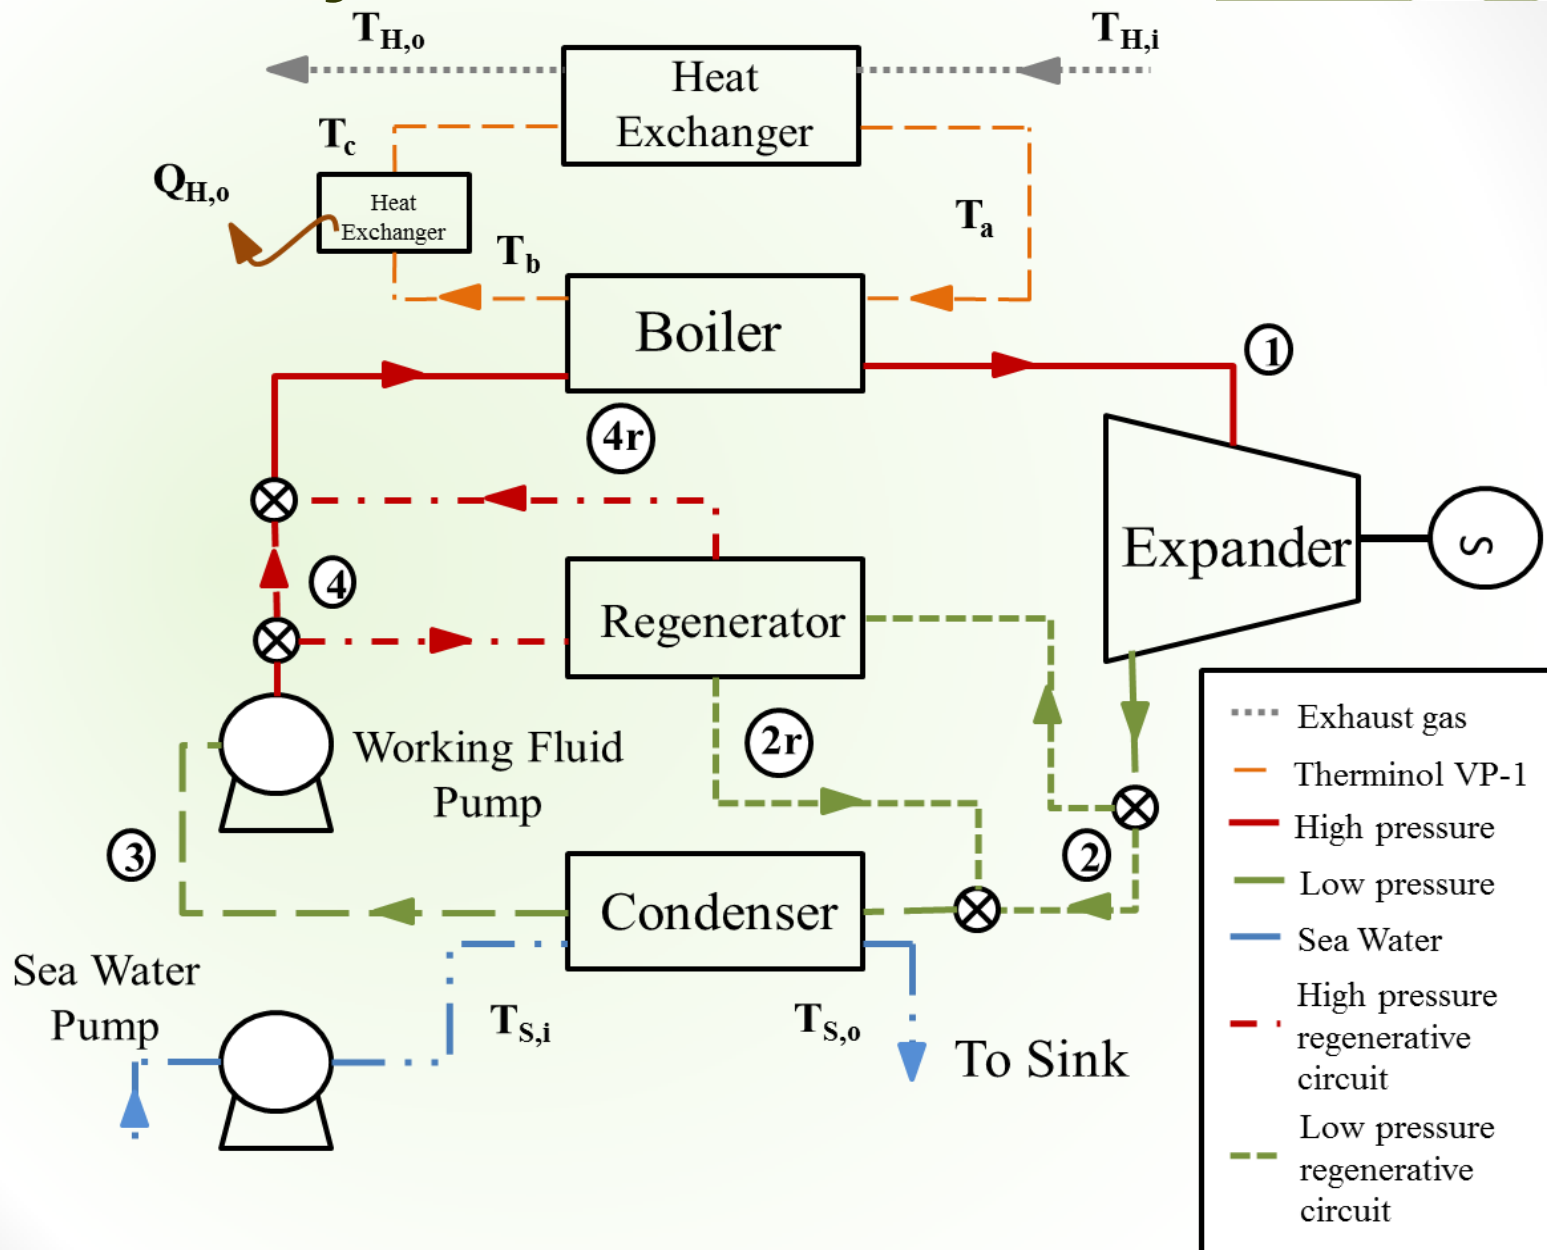 T_H,o
T_H,i
Heat
Exchanger
T_c
Q_H,o
Heat
Exchanger
T_a
T_b
Boiler
1
4r
Expander
S
4
Regenerator
2r
Working Fluid
Pump
3
2
Condenser
Sea Water
Pump
T_S,i
T_S,o
To Sink
Exhaust gas
Therminol VP-1
High pressure
Low pressure
Sea Water
High pressure
regenerative
circuit
Low pressure
regenerative
circuit